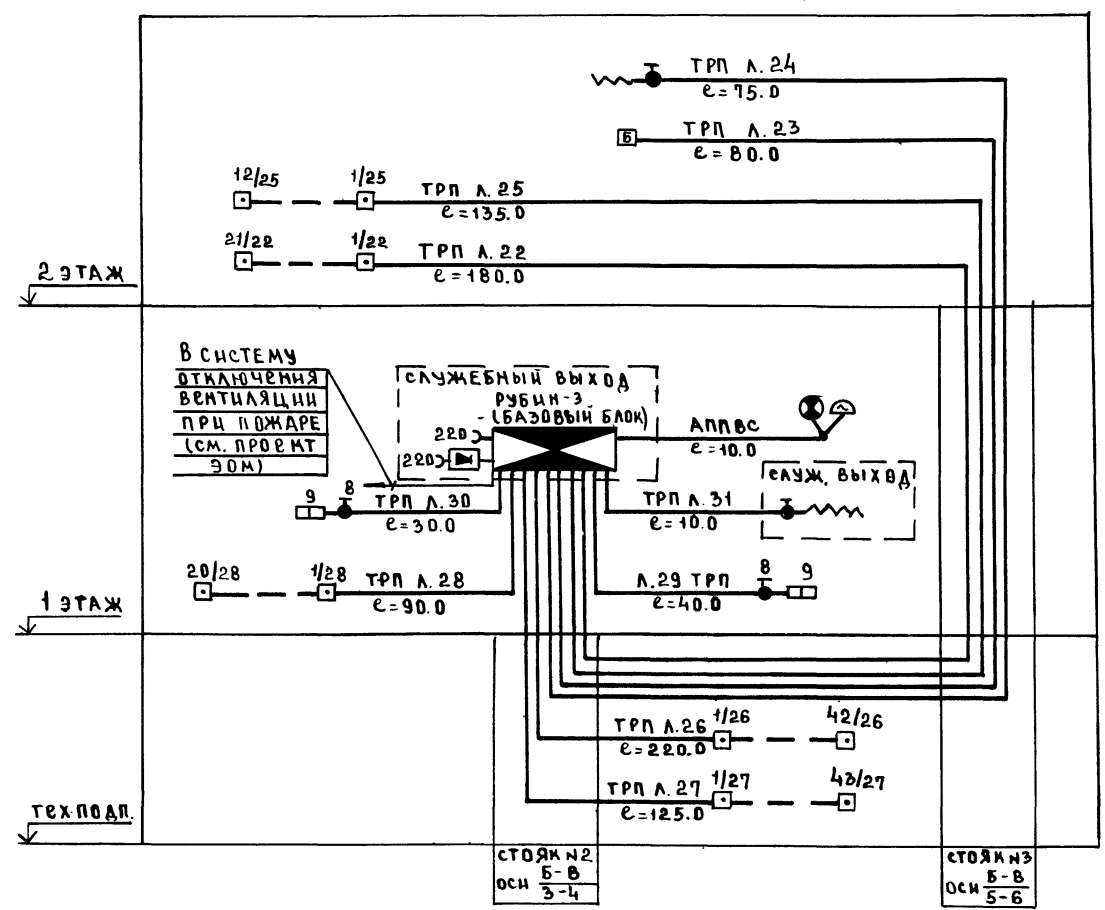 ТРП Л.24
ℓ=75.0
Б
ТРП Л.23
ℓ=80.0
12/25
1/25
ТРП Л.25
ℓ=135.0
21/22
1/22
ТРП Л.22
ℓ=180.0
2 ЭТАЖ
В СИСТЕМУ
ОТКЛЮЧЕНИЯ
ВЕНТИЛЯЦИИ
ПРИ ПОЖАРЕ
(СМ. ПРОЕКТ
ЭОМ)
СЛУЖЕБНЫЙ ВЫХОД
РУБИН-3
(БАЗОВЫЙ БЛОК)
220
220
АППВС
ℓ=10.0
СЛУЖ. ВЫХОД
9
8
ТРП Л.30
ℓ=30.0
ТРП Л.31
ℓ=10.0
20/28
1/28
ТРП Л.28
ℓ=90.0
Л.29 ТРП
ℓ=40.0
8
9
1 ЭТАЖ
ТРП Л.26
ℓ=220.0
1/26
42/26
ТРП Л.27
ℓ=125.0
1/27
43/27
ТЕХ.ПОДП.
СТОЯК N2
ОСИ Б-В
3-4
СТОЯК N3
ОСИ Б-В
5-6